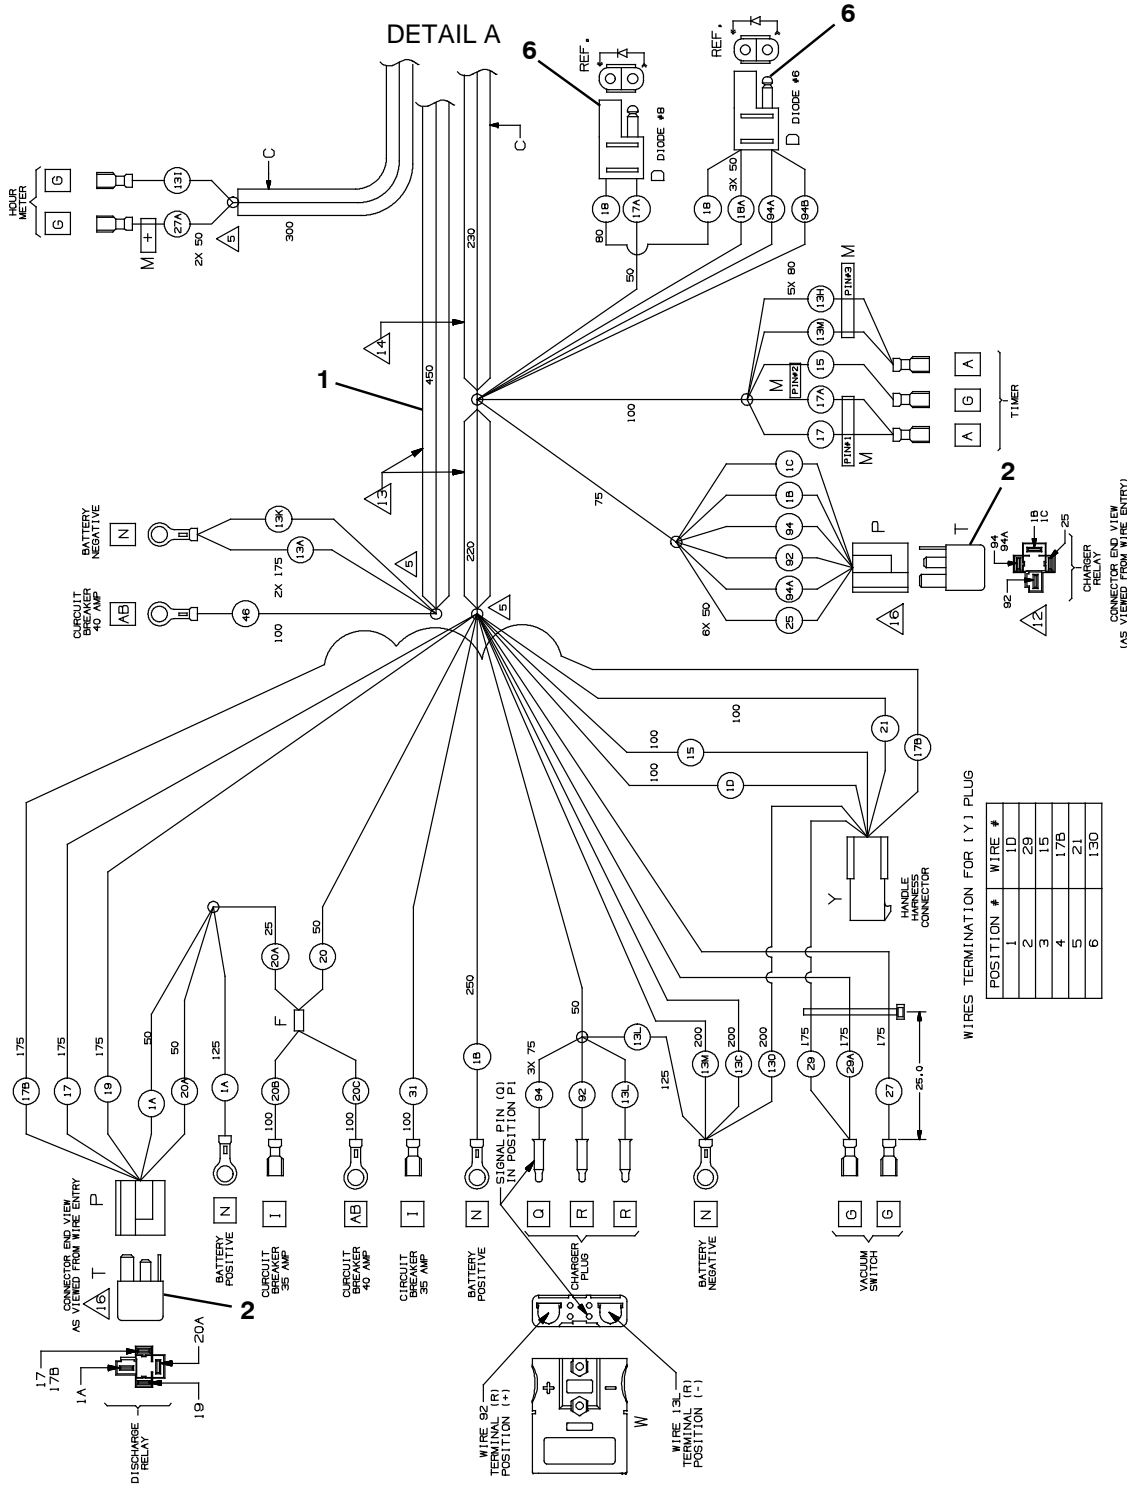 DETAIL A
6
6
REF.
REF.
D DIODE #8
D DIODE #6
HOUR
METER
G
G
M +
13I
27A
2X 50
5
C
300
C
230
450
14
13
1
220
18
17A
80
50
18
18A
94A
94B
3X 50
5X 80
13H
13M
15
17A
17
PIN#3 M
M PIN#2
PIN#1 M
A
G
A
TIMER
100
75
1C
1B
94
92
94A
25
6X 50
P
T
16
2
94
94A
1B
1C
25
92
12
CHARGER
RELAY
CONNECTOR END VIEW
(AS VIEWED FROM WIRE ENTRY)
BATTERY
NEGATIVE
N
13K
13A
2X 175
5
CURCUIT
BREAKER
40 AMP
AB
46
100
5
175
175
175
50
50
125
25
50
17B
17
19
1A
20A
1A
20A
20
F
20B
20C
100
100
100
31
250
1B
50
3X 75
94
92
13L
13L
125
200
200
200
13M
13C
130
175
175
175
29
29A
27
25.0
100
100
100
15
1D
21
17B
Y
HANDLE
HARNESS
CONNECTOR
WIRES TERMINATION FOR [Y] PLUG
POSITION # WIRE #
1 1D
2 29
3 15
4 17B
5 21
6 130
CONNECTOR END VIEW
AS VIEWED FROM WIRE ENTRY
P
T
16
2
17
17B
1A
20A
19
DISCHARGE
RELAY
N
BATTERY
POSITIVE
I
CURCUIT
BREAKER
35 AMP
AB
CURCUIT
BREAKER
40 AMP
I
CIRCUIT
BREAKER
35 AMP
N
BATTERY
POSITIVE
SIGNAL PIN (Q)
IN POSITION P1
Q
R
R
CHARGER
PLUG
N
BATTERY
NEGATIVE
G
G
VACUUM
SWITCH
WIRE 92
TERMINAL (R)
POSITION (+)
+
-
W
WIRE 13L
TERMINAL (R)
POSITION (-)